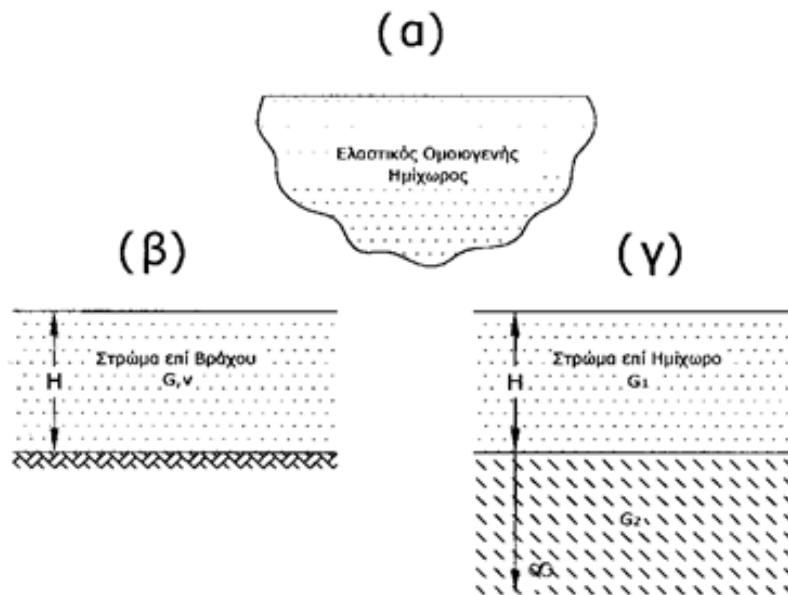 (α)
Ελαστικός Ομοιογενής
Ημίχωρος
(β)
Στρώμα επί Βράχου
G,ν
H
(γ)
Στρώμα επί Ημίχωρο
G1
H
G2